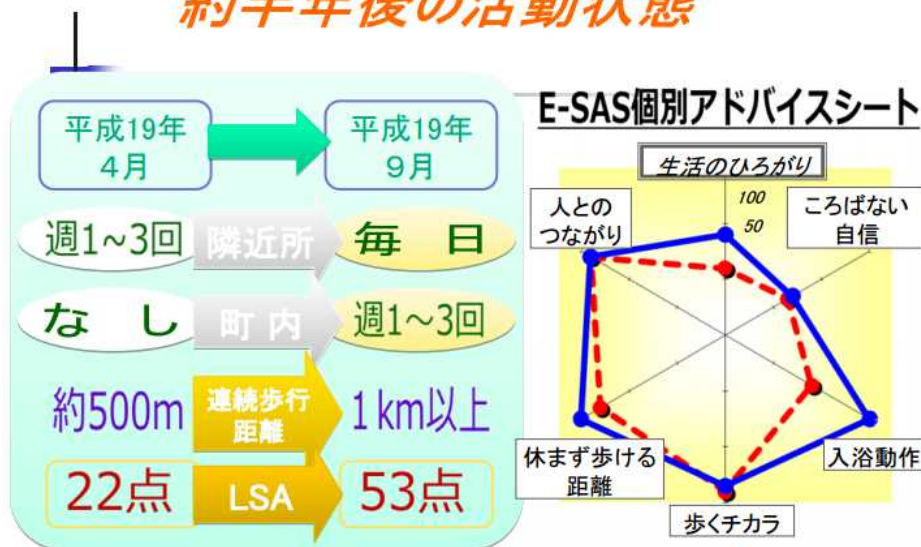 約半年後の活動状態
平成19年
4月
平成19年
9月
週1~3回
隣近所
毎 日
な し
町 内
週1~3回
約500m
連続歩行
距離
1km以上
22点
LSA
53点
E-SAS個別アドバイスシート
生活のひろがり
100
50
人との
つながり
ころばない
自信
休まず歩ける
距離
入浴動作
歩くチカラ